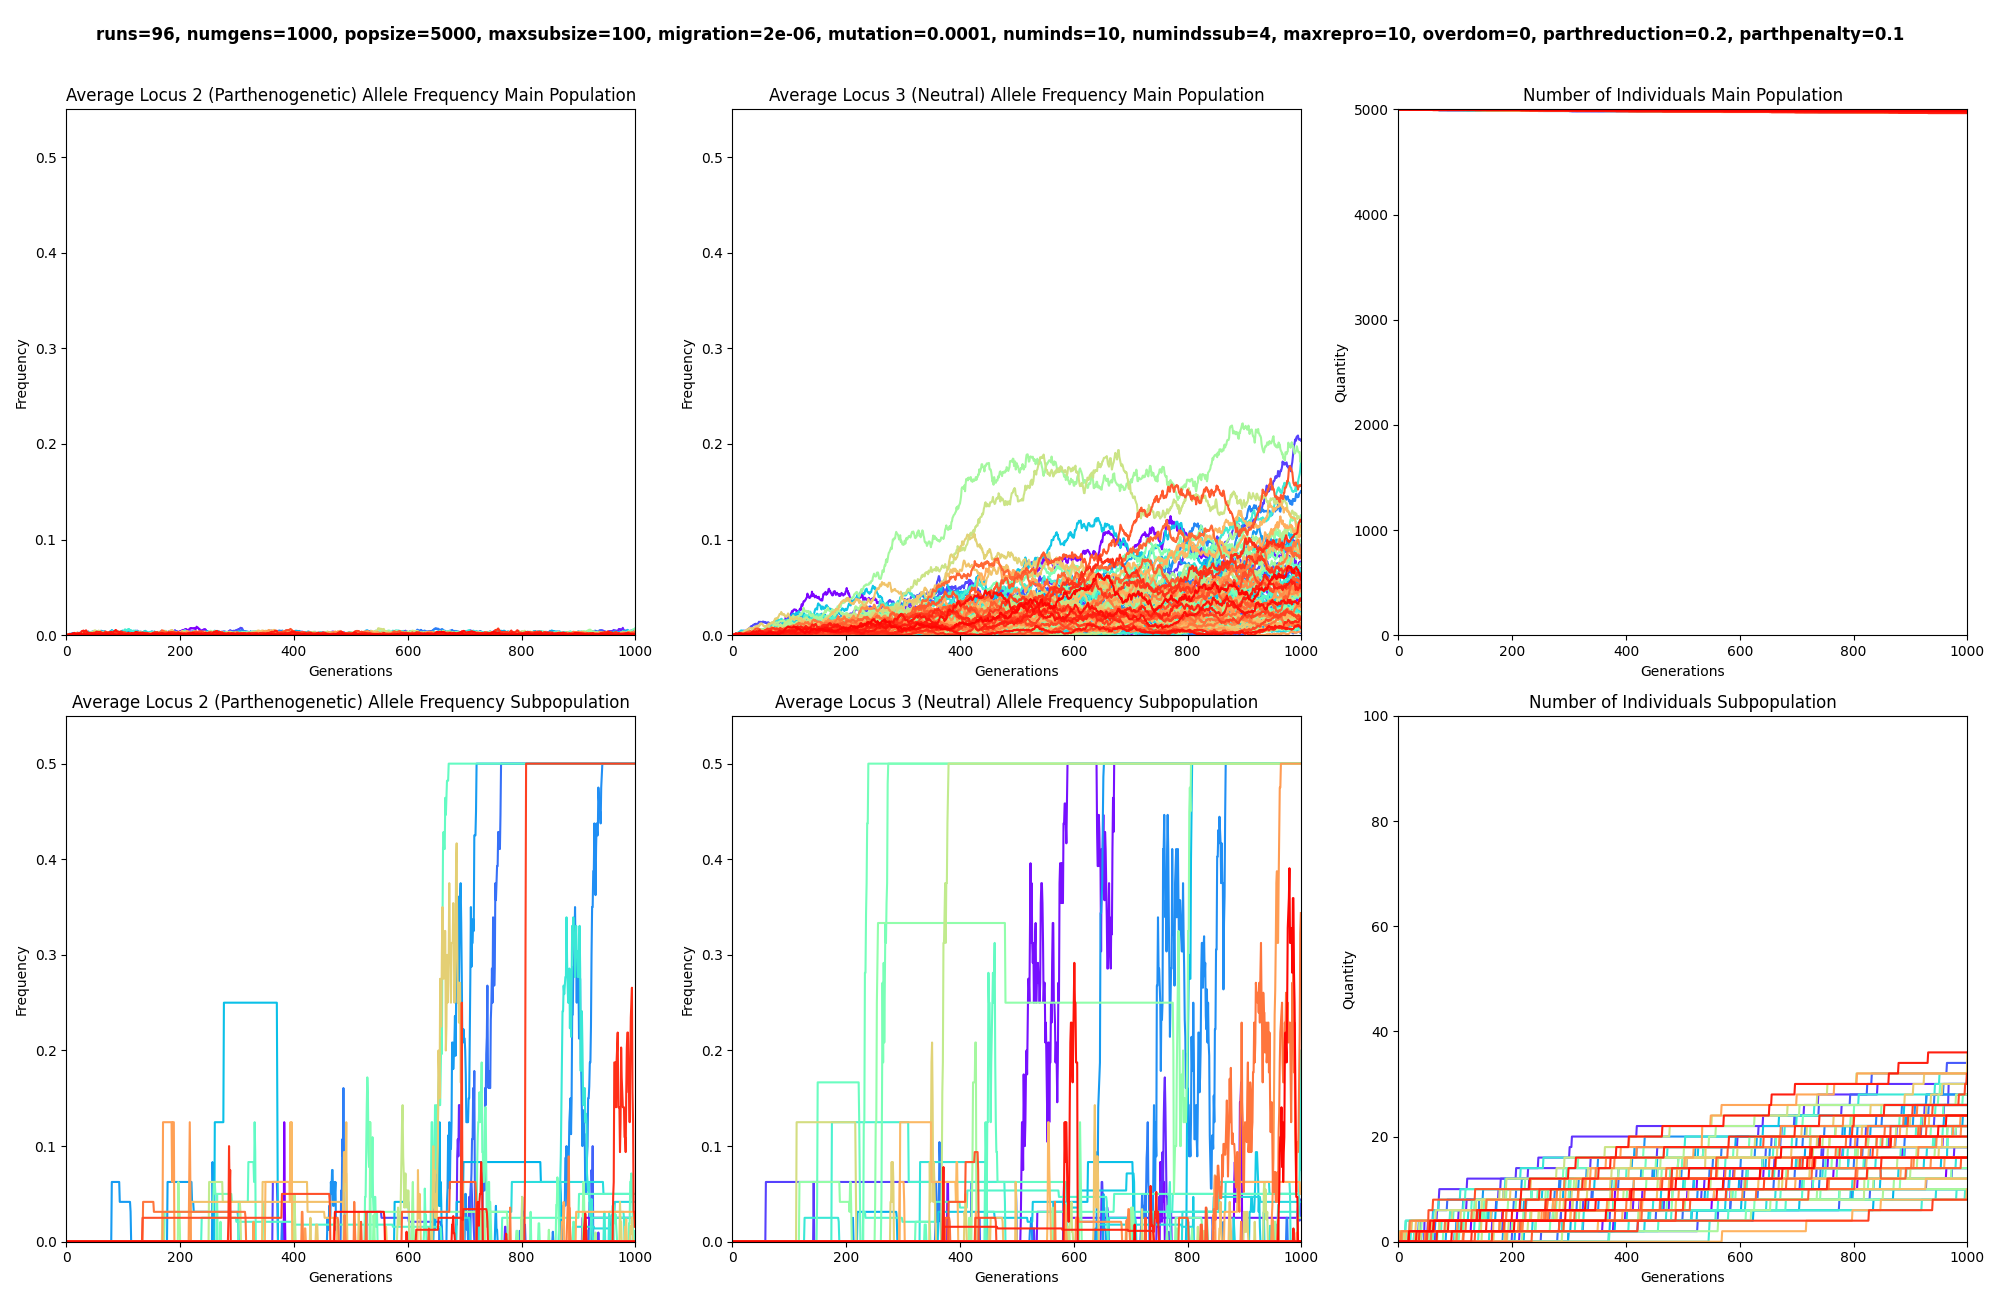 runs=96, numgens=1000, popsize=5000, maxsubsize=100, migration=2e-06, mutation=0.0001, numinds=10, numindssub=4, maxrepro=10, overdom=0, parthreduction=0.2, parthpenalty=0.1
Average Locus 2 (Parthenogenetic) Allele Frequency Main Population
0.5
0.4
0.3
0.2
0.1
0.0
Frequency
0 200 400 600 800 1000
Generations
Average Locus 3 (Neutral) Allele Frequency Main Population
0.5
0.4
0.3
0.2
0.1
0.0
Frequency
0 200 400 600 800 1000
Generations
Number of Individuals Main Population
5000
4000
3000
2000
1000
0
Quantity
0 200 400 600 800 1000
Generations
Average Locus 2 (Parthenogenetic) Allele Frequency Subpopulation
0.5
0.4
0.3
0.2
0.1
0.0
Frequency
0 200 400 600 800 1000
Generations
Average Locus 3 (Neutral) Allele Frequency Subpopulation
0.5
0.4
0.3
0.2
0.1
0.0
Frequency
0 200 400 600 800 1000
Generations
Number of Individuals Subpopulation
100
80
60
40
20
0
Quantity
0 200 400 600 800 1000
Generations